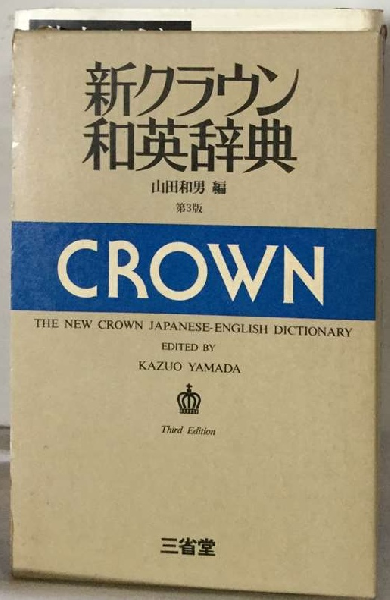 新クラウン
和英辞典
山田和男 編
第3版
CROWN
THE NEW CROWN JAPANESE-ENGLISH DICTIONARY
EDITED BY
KAZUO YAMADA
Third Edition
三省堂